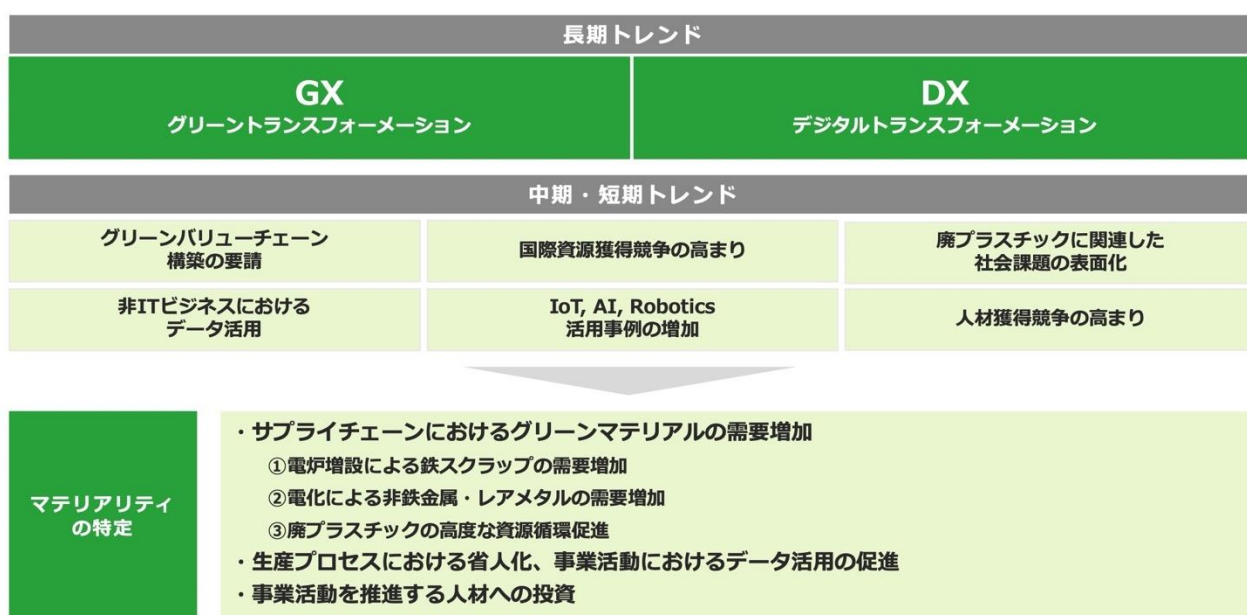 長期トレンド
GX
グリーントランスフォーメーション
DX
デジタルトランスフォーメーション
中期・短期トレンド
グリーンバリューチェーン
構築の要請
国際資源獲得競争の高まり
廃プラスチックに関連した
社会課題の表面化
非ITビジネスにおける
データ活用
IoT, AI, Robotics
活用事例の増加
人材獲得競争の高まり
マテリアリティ
の特定
・サプライチェーンにおけるグリーンマテリアルの需要増加
①電炉増設による鉄スクラップの需要増加
②電化による非鉄金属・レアメタルの需要増加
③廃プラスチックの高度な資源循環促進
・生産プロセスにおける省人化、事業活動におけるデータ活用の促進
・事業活動を推進する人材への投資